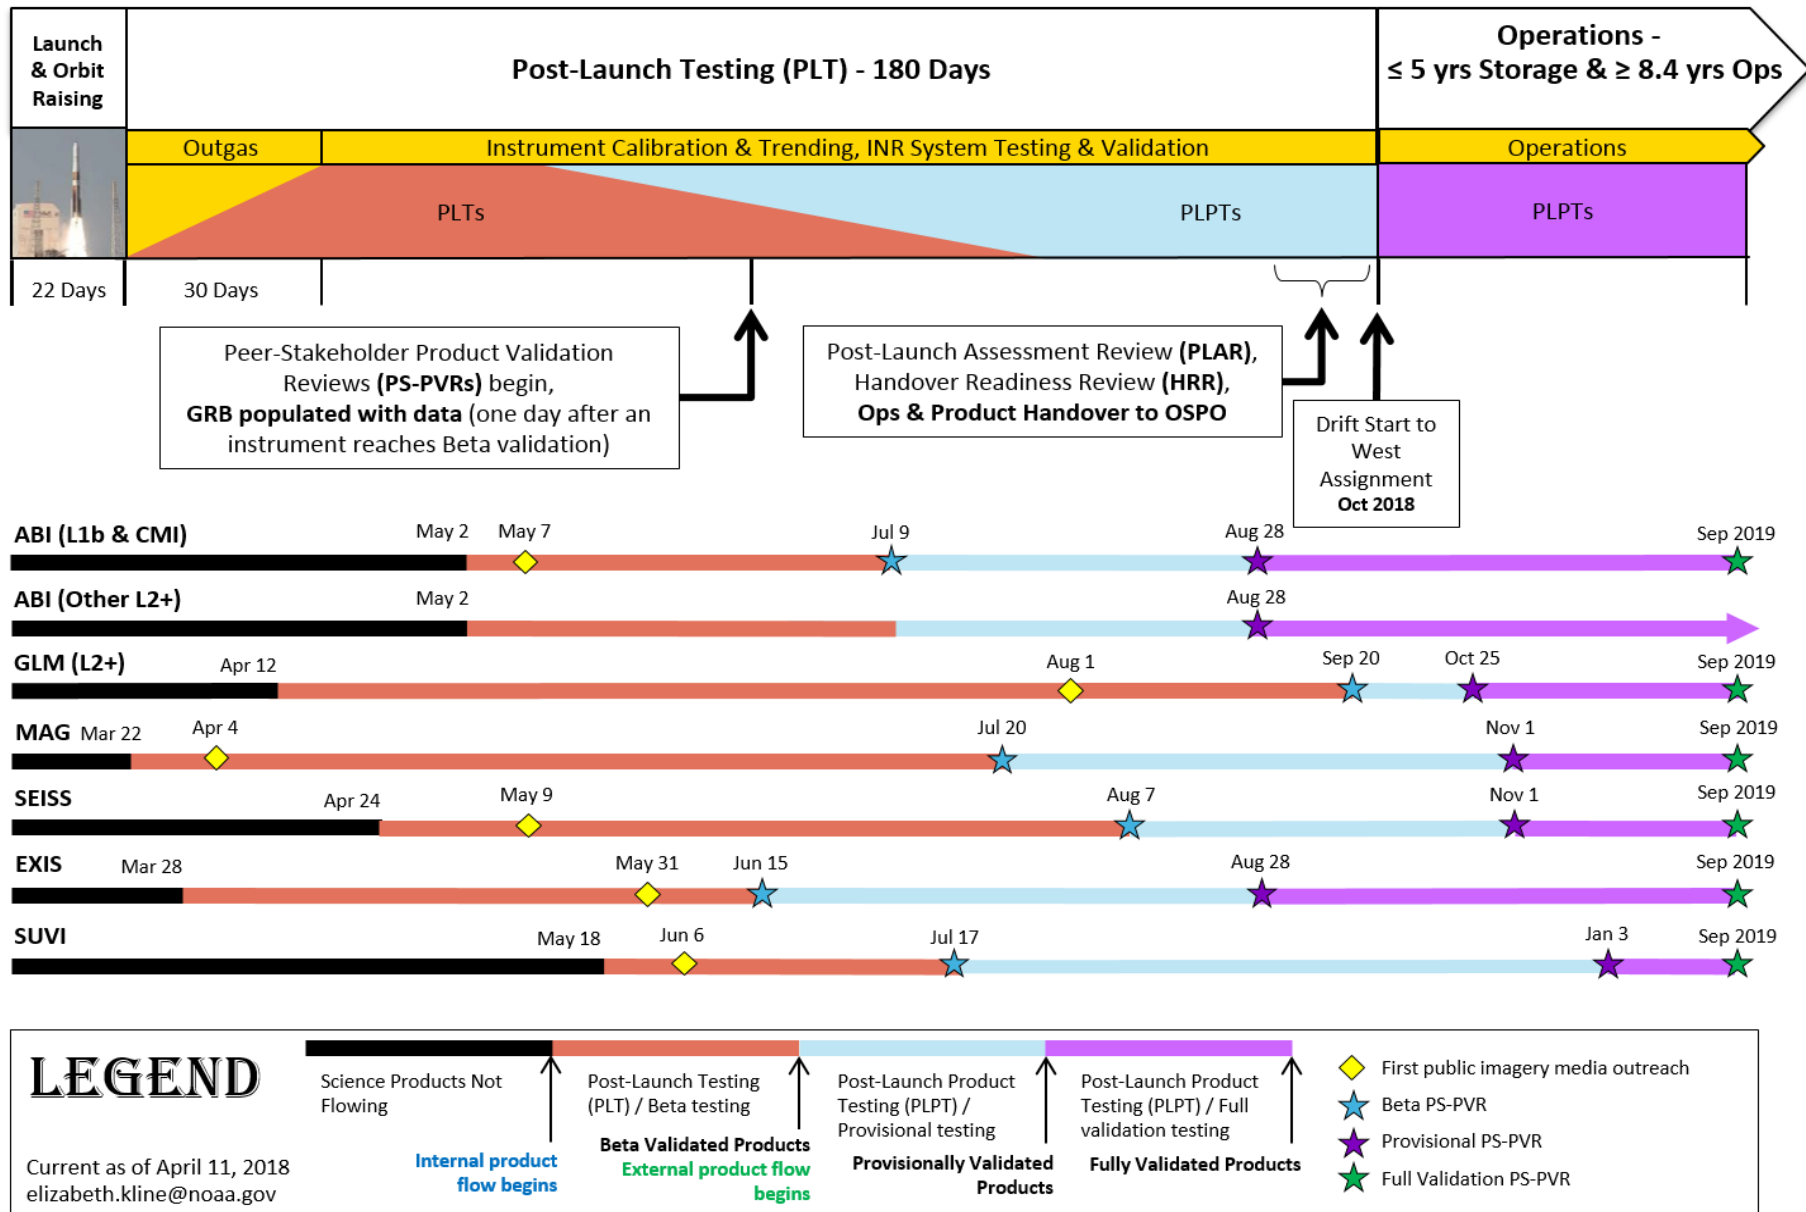 Launch
& Orbit
Raising
Post-Launch Testing (PLT) - 180 Days
Operations -
≤ 5 yrs Storage & ≥ 8.4 yrs Ops
Outgas
Instrument Calibration & Trending, INR System Testing & Validation
Operations
PLTs
PLPTs
PLPTs
22 Days
30 Days
Peer-Stakeholder Product Validation
Reviews (PS-PVRs) begin,
GRB populated with data (one day after an
instrument reaches Beta validation)
Post-Launch Assessment Review (PLAR),
Handover Readiness Review (HRR),
Ops & Product Handover to OSPO
Drift Start to
West
Assignment
Oct 2018
ABI (L1b & CMI)
May 2
May 7
Jul 9
Aug 28
Sep 2019
ABI (Other L2+)
May 2
Aug 28
GLM (L2+)
Apr 12
Aug 1
Sep 20
Oct 25
Sep 2019
MAG
Mar 22
Apr 4
Jul 20
Nov 1
Sep 2019
SEISS
Apr 24
May 9
Aug 7
Nov 1
Sep 2019
EXIS
Mar 28
May 31
Jun 15
Aug 28
Sep 2019
SUVI
May 18
Jun 6
Jul 17
Jan 3
Sep 2019
LEGEND
Current as of April 11, 2018
elizabeth.kline@noaa.gov
Science Products Not
Flowing
Internal product
flow begins
Post-Launch Testing
(PLT) / Beta testing
Beta Validated Products
External product flow
begins
Post-Launch Product
Testing (PLPT) /
Provisional testing
Provisionally Validated
Products
Post-Launch Product
Testing (PLPT) / Full
validation testing
Fully Validated Products
First public imagery media outreach
Beta PS-PVR
Provisional PS-PVR
Full Validation PS-PVR